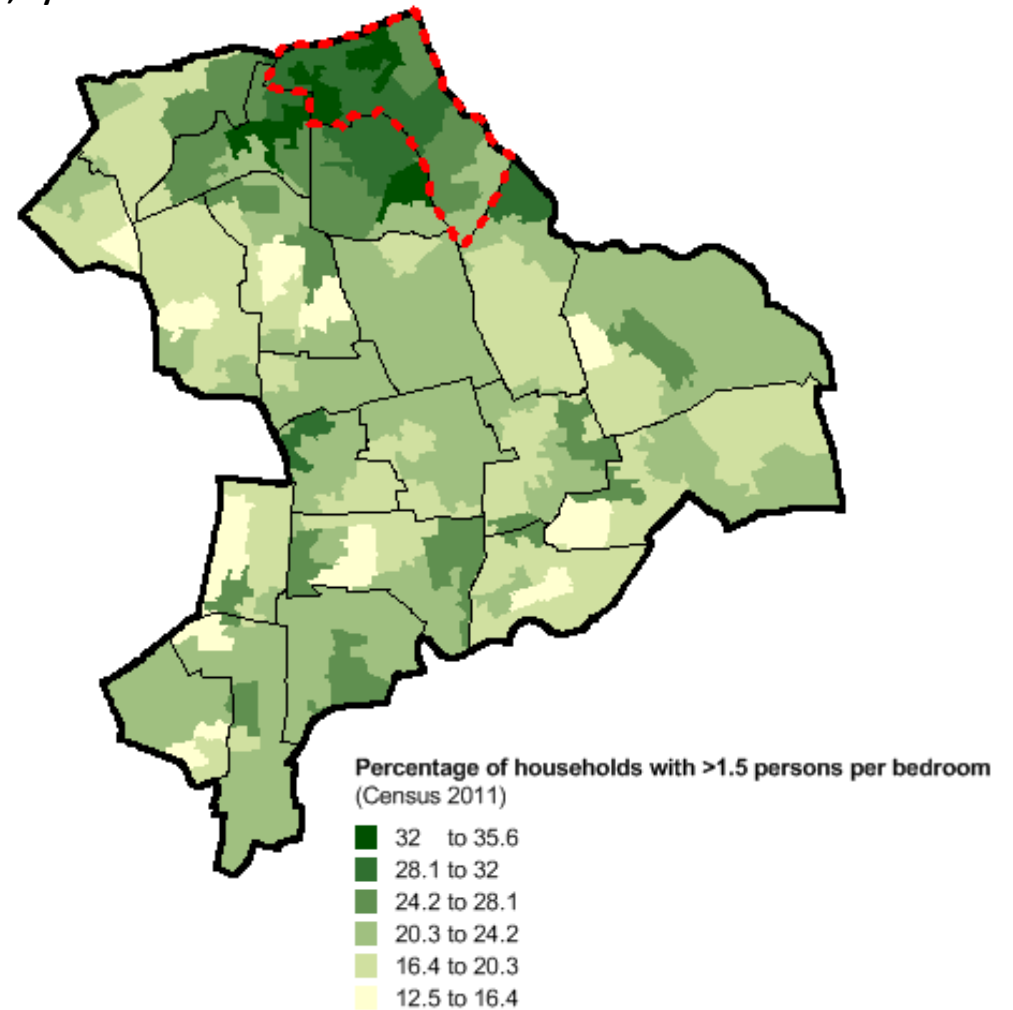 Percentage of households with >1.5 persons per bedroom
(Census 2011)
32 to 35.6
28.1 to 32
24.2 to 28.1
20.3 to 24.2
16.4 to 20.3
12.5 to 16.4